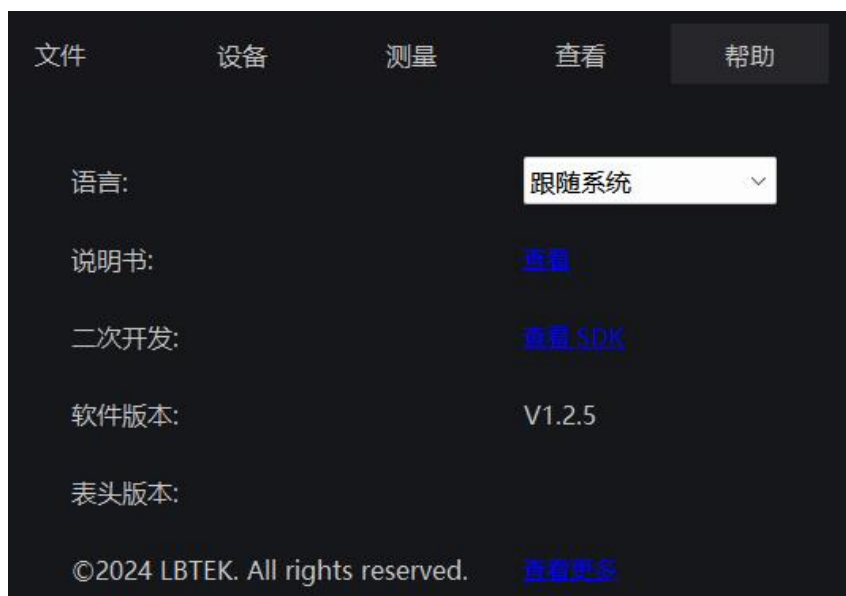 文件 设备 测量 查看 帮助
语言: 跟随系统
说明书: 查看
二次开发: 查看 SDK
软件版本: V1.2.5
表头版本:
©2024 LBTEK. All rights reserved. 查看更多